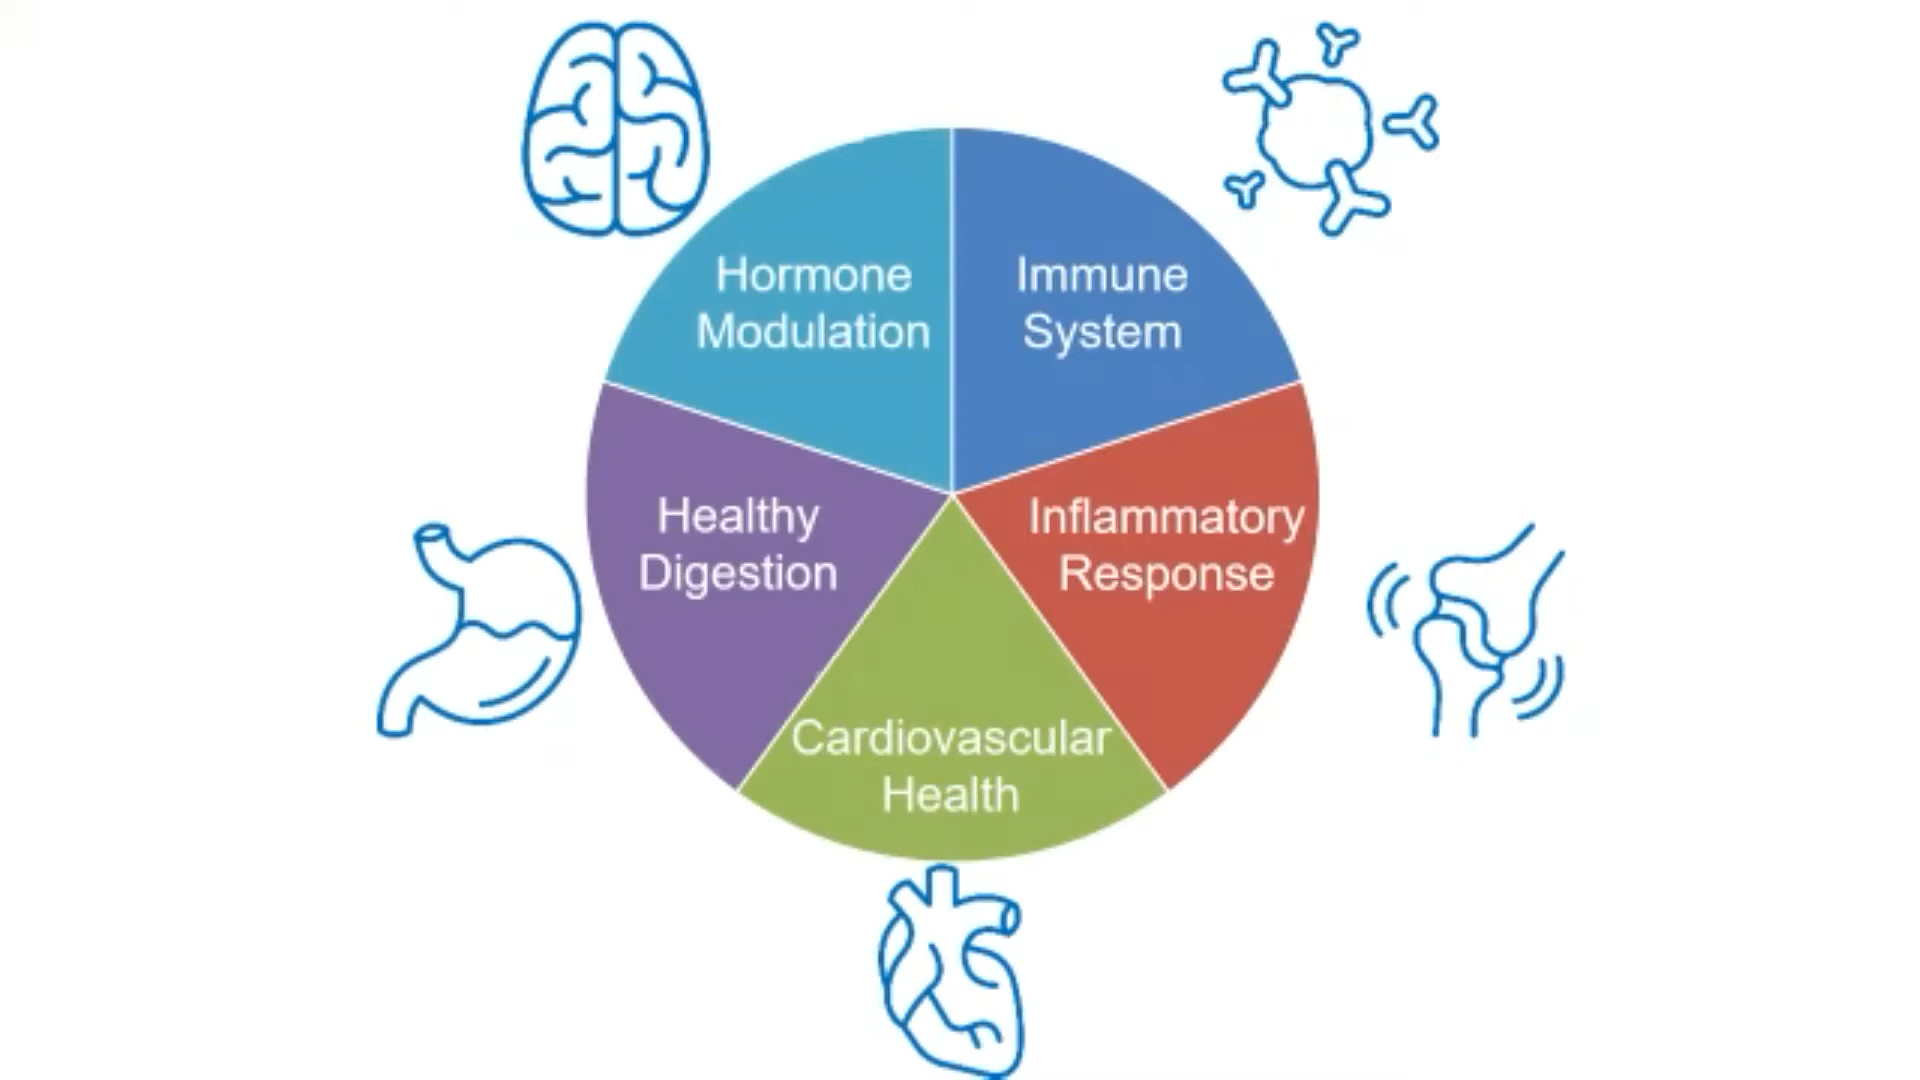 Hormone
Modulation
Immune
System
Healthy
Digestion
Inflammatory
Response
Cardiovascular
Health